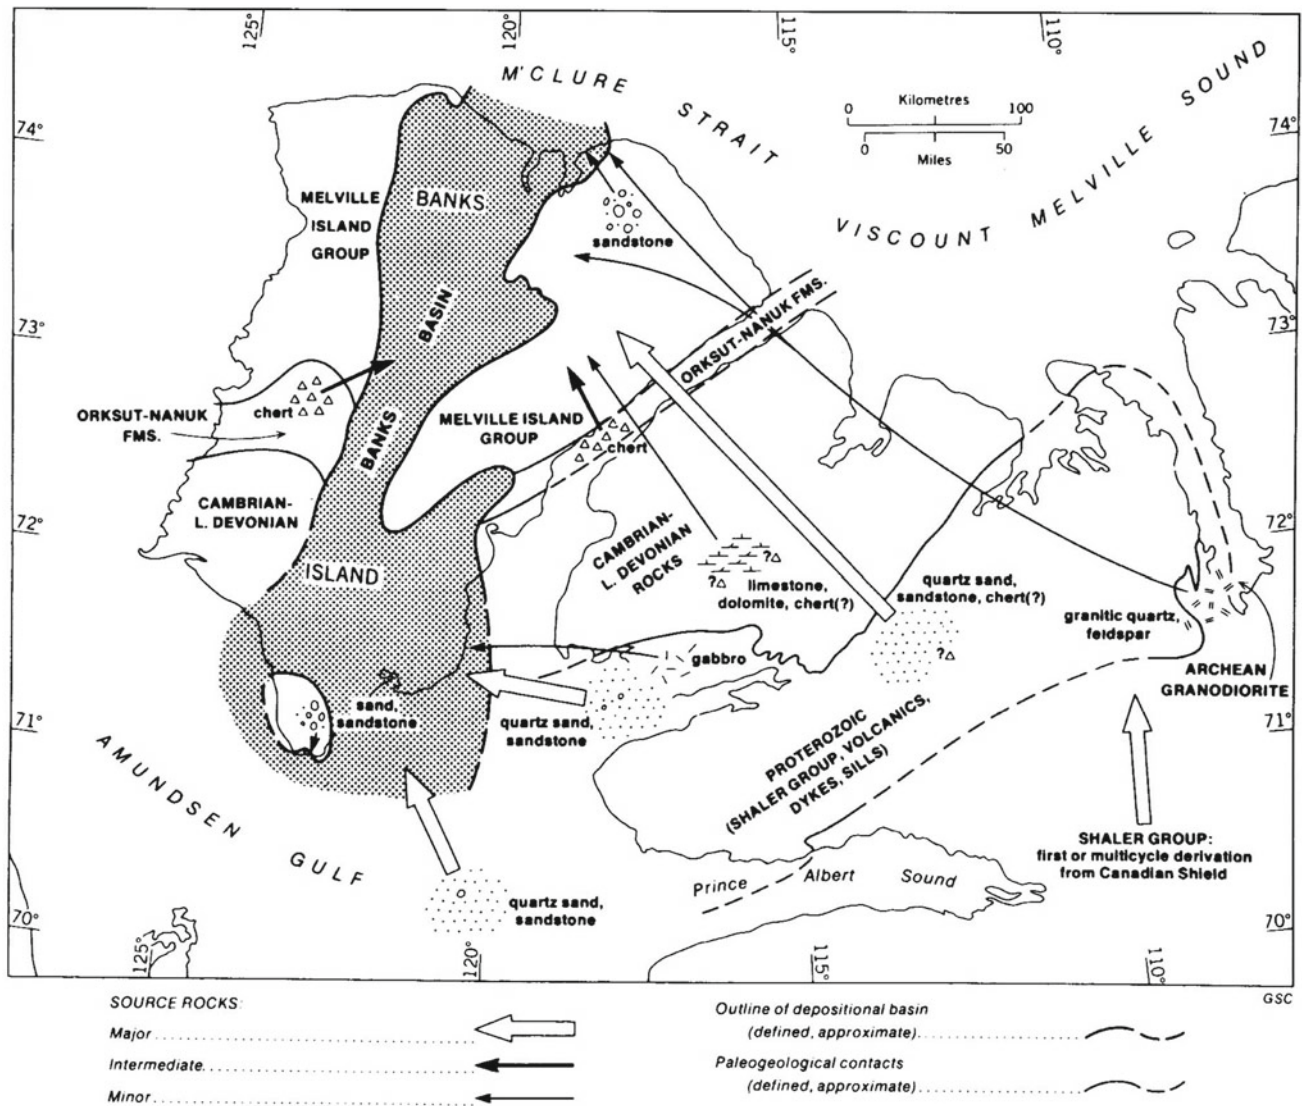 125°
120°
115°
110°
M'CLURE STRAIT
VISCOUNT MELVILLE SOUND
0 Kilometres 100
0 Miles 50
74°
74°
MELVILLE
ISLAND
GROUP
BANKS
sandstone
BASIN
ORKSUT-NANUK FMS.
73°
73°
chert
ORKSUT-NANUK
FMS.
BANKS
MELVILLE ISLAND
GROUP
chert
CAMBRIAN-
L. DEVONIAN
72°
72°
ISLAND
CAMBRIAN-
L. DEVONIAN
ROCKS
?
?
limestone,
dolomite, chert(?)
quartz sand,
sandstone, chert(?)
?
granitic quartz,
feldspar
gabbro
ARCHEAN
GRANODIORITE
sand,
sandstone
quartz sand,
sandstone
71°
71°
AMUNDSEN GULF
PROTEROZOIC
(SHALER GROUP, VOLCANICS,
DYKES, SILLS)
SHALER GROUP:
first or multicycle derivation
from Canadian Shield
Prince Albert Sound
quartz sand,
sandstone
70°
70°
125°
120°
115°
110°
GSC
SOURCE ROCKS:
Major
Intermediate
Minor
Outline of depositional basin
(defined, approximate)
Paleogeological contacts
(defined, approximate)